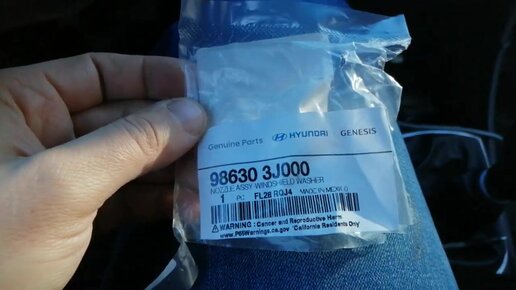 Genuine Parts HYUNDAI GENESIS
98630 3J000
NOZZLE ASSY-WINDSHIELD WASHER
1 PC FL28 RQJ4 MADE IN MEXICO
WARNING: Cancer and Reproductive Harm
www.P65Warnings.ca.gov "California Residents Only"